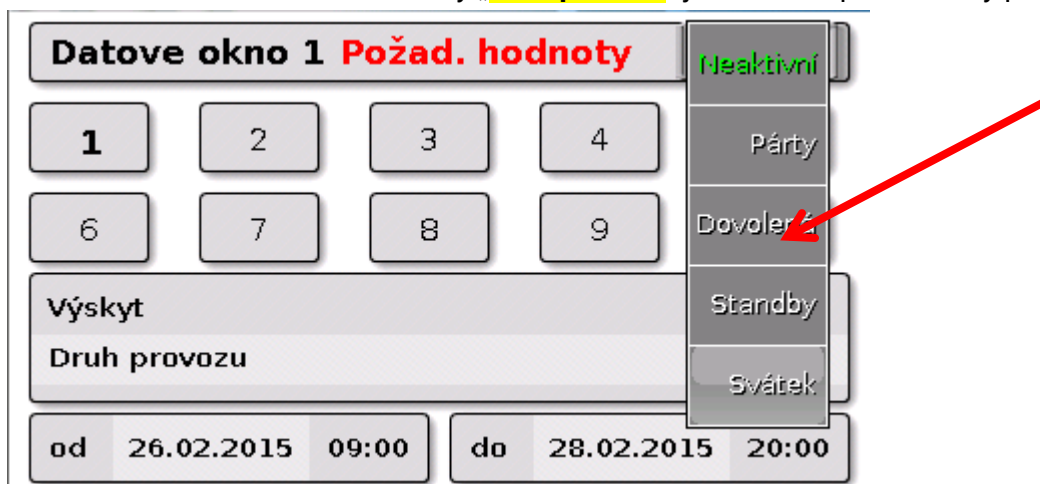 Datove okno 1 Požad. hodnoty
Neaktivní
1 2 3 4
Párty
6 7 8 9
Dovolená
Výskyt
Standby
Druh provozu
Svátek
od 26.02.2015 09:00 do 28.02.2015 20:00